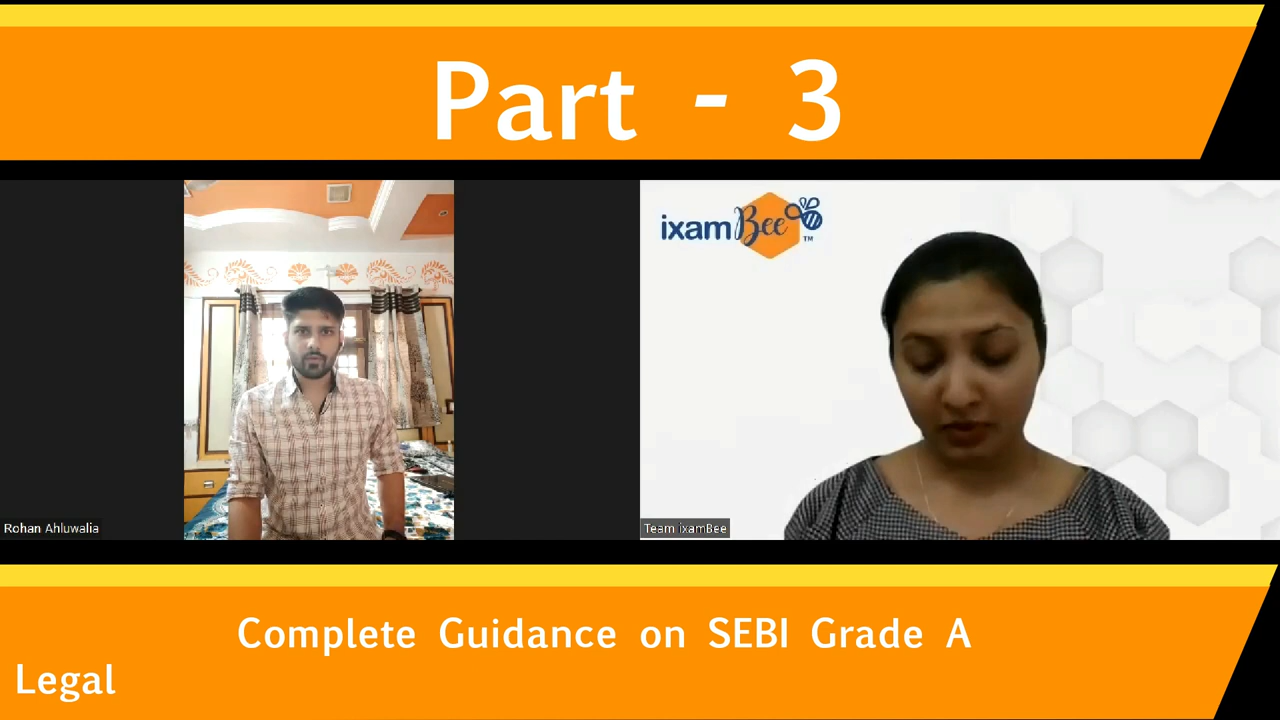 Part - 3
ixamBee
TM
Rohan Ahluwalia
Team ixamBee
Complete Guidance on SEBI Grade A
Legal